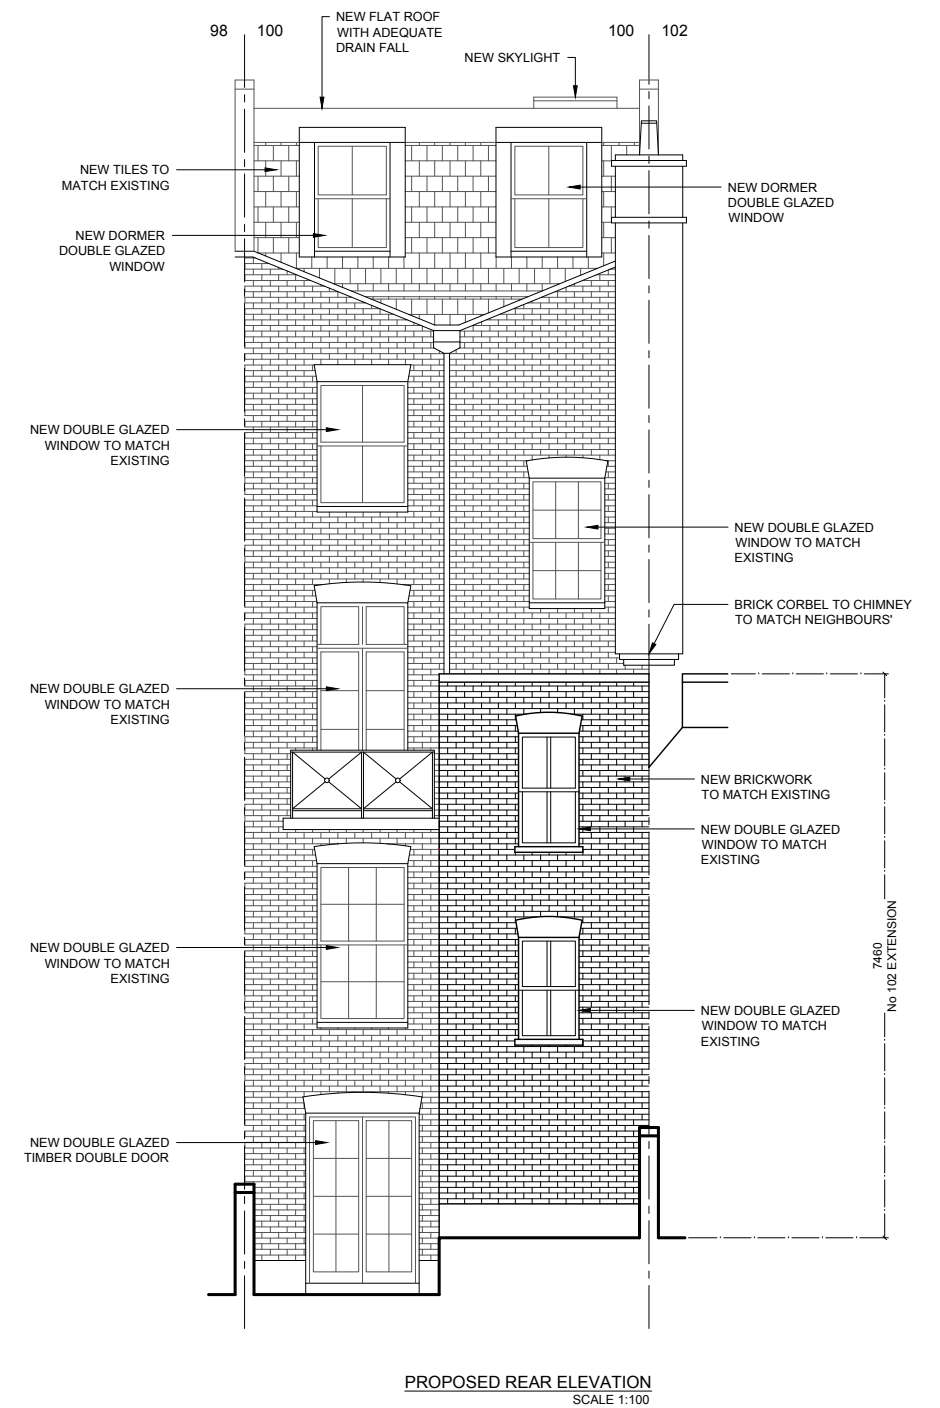 98
100
NEW FLAT ROOF
WITH ADEQUATE
DRAIN FALL
NEW SKYLIGHT
100
102
NEW TILES TO
MATCH EXISTING
NEW DORMER
DOUBLE GLAZED
WINDOW
NEW DORMER
DOUBLE GLAZED
WINDOW
NEW DOUBLE GLAZED
WINDOW TO MATCH
EXISTING
NEW DOUBLE GLAZED
WINDOW TO MATCH
EXISTING
BRICK CORBEL TO CHIMNEY
TO MATCH NEIGHBOURS'
NEW DOUBLE GLAZED
WINDOW TO MATCH
EXISTING
NEW BRICKWORK
TO MATCH EXISTING
NEW DOUBLE GLAZED
WINDOW TO MATCH
EXISTING
NEW DOUBLE GLAZED
WINDOW TO MATCH
EXISTING
7460
No 102 EXTENSION
NEW DOUBLE GLAZED
WINDOW TO MATCH
EXISTING
NEW DOUBLE GLAZED
TIMBER DOUBLE DOOR
PROPOSED REAR ELEVATION
SCALE 1:100